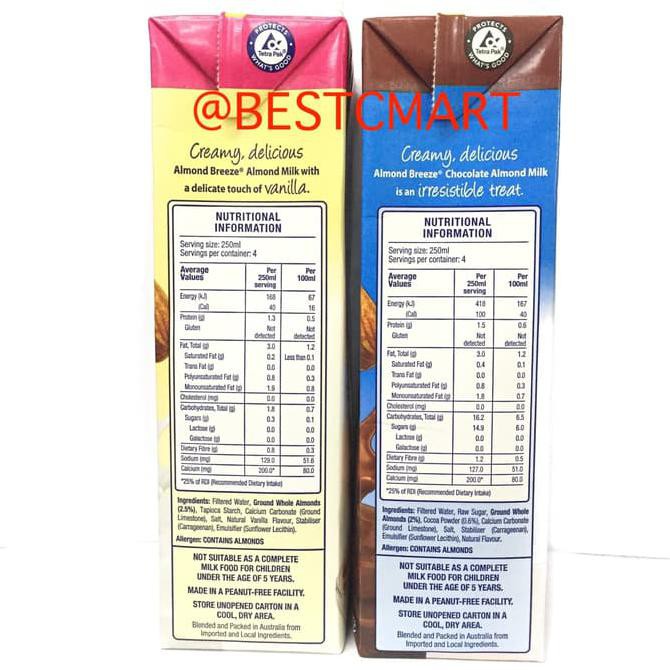 PROTECTS
Tetra Pak®
WHAT'S GOOD
@BESTCMART
Creamy, delicious
Almond Breeze® Almond Milk with
a delicate touch of vanilla.
NUTRITIONAL
INFORMATION
Serving size: 250ml
Servings per container: 4
Average Values Per 250ml serving Per 100ml
Energy (kJ) 168 67
(Cal) 40 16
Protein (g) 1.3 0.5
Gluten Not detected Not detected
Fat, Total (g) 3.0 1.2
Saturated Fat (g) 0.2 Less than 0.1
Trans Fat (g) 0.0 0.0
Polyunsaturated Fat (g) 0.8 0.3
Monounsaturated Fat (g) 1.9 0.8
Cholesterol (mg) 0.0 0.0
Carbohydrates, Total (g) 1.8 0.7
Sugars (g) 0.3 0.1
Lactose (g) 0.0 0.0
Galactose (g) 0.0 0.0
Dietary Fibre (g) 0.8 0.3
Sodium (mg) 129.0 51.6
Calcium (mg) 200.0* 80.0
*25% of RDI (Recommended Dietary Intake)
Ingredients: Filtered Water, Ground Whole Almonds
(2.5%), Tapioca Starch, Calcium Carbonate (Ground
Limestone), Salt, Natural Vanilla Flavour, Stabiliser
(Carrageenan), Emulsifier (Sunflower Lecithin).
Allergen: CONTAINS ALMONDS
NOT SUITABLE AS A COMPLETE
MILK FOOD FOR CHILDREN
UNDER THE AGE OF 5 YEARS.
MADE IN A PEANUT-FREE FACILITY.
STORE UNOPENED CARTON IN A
COOL, DRY AREA.
Blended and Packed in Australia from
Imported and Local Ingredients.
PROTECTS
Tetra Pak®
WHAT'S GOOD
Creamy, delicious
Almond Breeze® Chocolate Almond Milk
is an irresistible treat.
NUTRITIONAL
INFORMATION
Serving size: 250ml
Servings per container: 4
Average Values Per 250ml serving Per 100ml
Energy (kJ) 418 167
(Cal) 100 40
Protein (g) 1.5 0.6
Gluten Not detected Not detected
Fat, Total (g) 3.0 1.2
Saturated Fat (g) 0.4 0.1
Trans Fat (g) 0.0 0.0
Polyunsaturated Fat (g) 0.8 0.3
Monounsaturated Fat (g) 1.8 0.7
Cholesterol (mg) 0.0 0.0
Carbohydrates, Total (g) 16.2 6.5
Sugars (g) 14.9 6.0
Lactose (g) 0.0 0.0
Galactose (g) 0.0 0.0
Dietary Fibre (g) 1.2 0.5
Sodium (mg) 127.0 51.0
Calcium (mg) 200.0* 80.0
*25% of RDI (Recommended Dietary Intake)
Ingredients: Filtered Water, Raw Sugar, Ground Whole
Almonds (2%), Cocoa Powder (0.6%), Calcium Carbonate
(Ground Limestone), Salt, Stabiliser (Carrageenan),
Emulsifier (Sunflower Lecithin), Natural Flavour.
Allergen: CONTAINS ALMONDS
NOT SUITABLE AS A COMPLETE
MILK FOOD FOR CHILDREN
UNDER THE AGE OF 5 YEARS.
MADE IN A PEANUT-FREE FACILITY.
STORE UNOPENED CARTON IN A
COOL, DRY AREA.
Blended and Packed in Australia from
Imported and Local Ingredients.